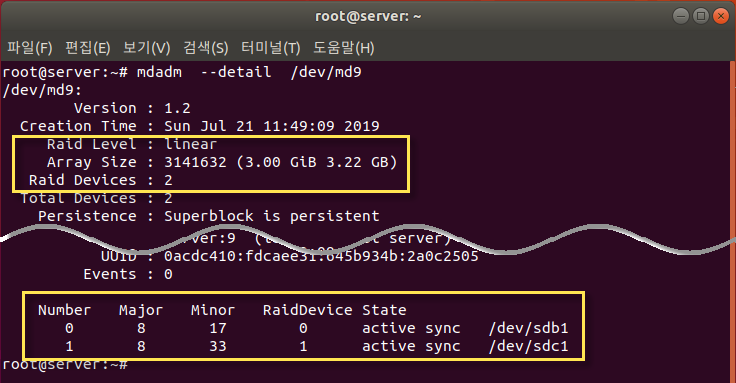 root@server: ~
파일(F) 편집(E) 보기(V) 검색(S) 터미널(T) 도움말(H)
root@server:~# mdadm --detail /dev/md9
/dev/md9:
Version : 1.2
Creation Time : Sun Jul 21 11:49:09 2019
Raid Level : linear
Array Size : 3141632 (3.00 GiB 3.22 GB)
Raid Devices : 2
Total Devices : 2
Persistence : Superblock is persistent
server)
UUID : 0acdc410:fdcaee31:645b934b:2a0c2505
Events : 0
Number Major Minor RaidDevice State
0 8 17 0 active sync /dev/sdb1
1 8 33 1 active sync /dev/sdc1
root@server:~#